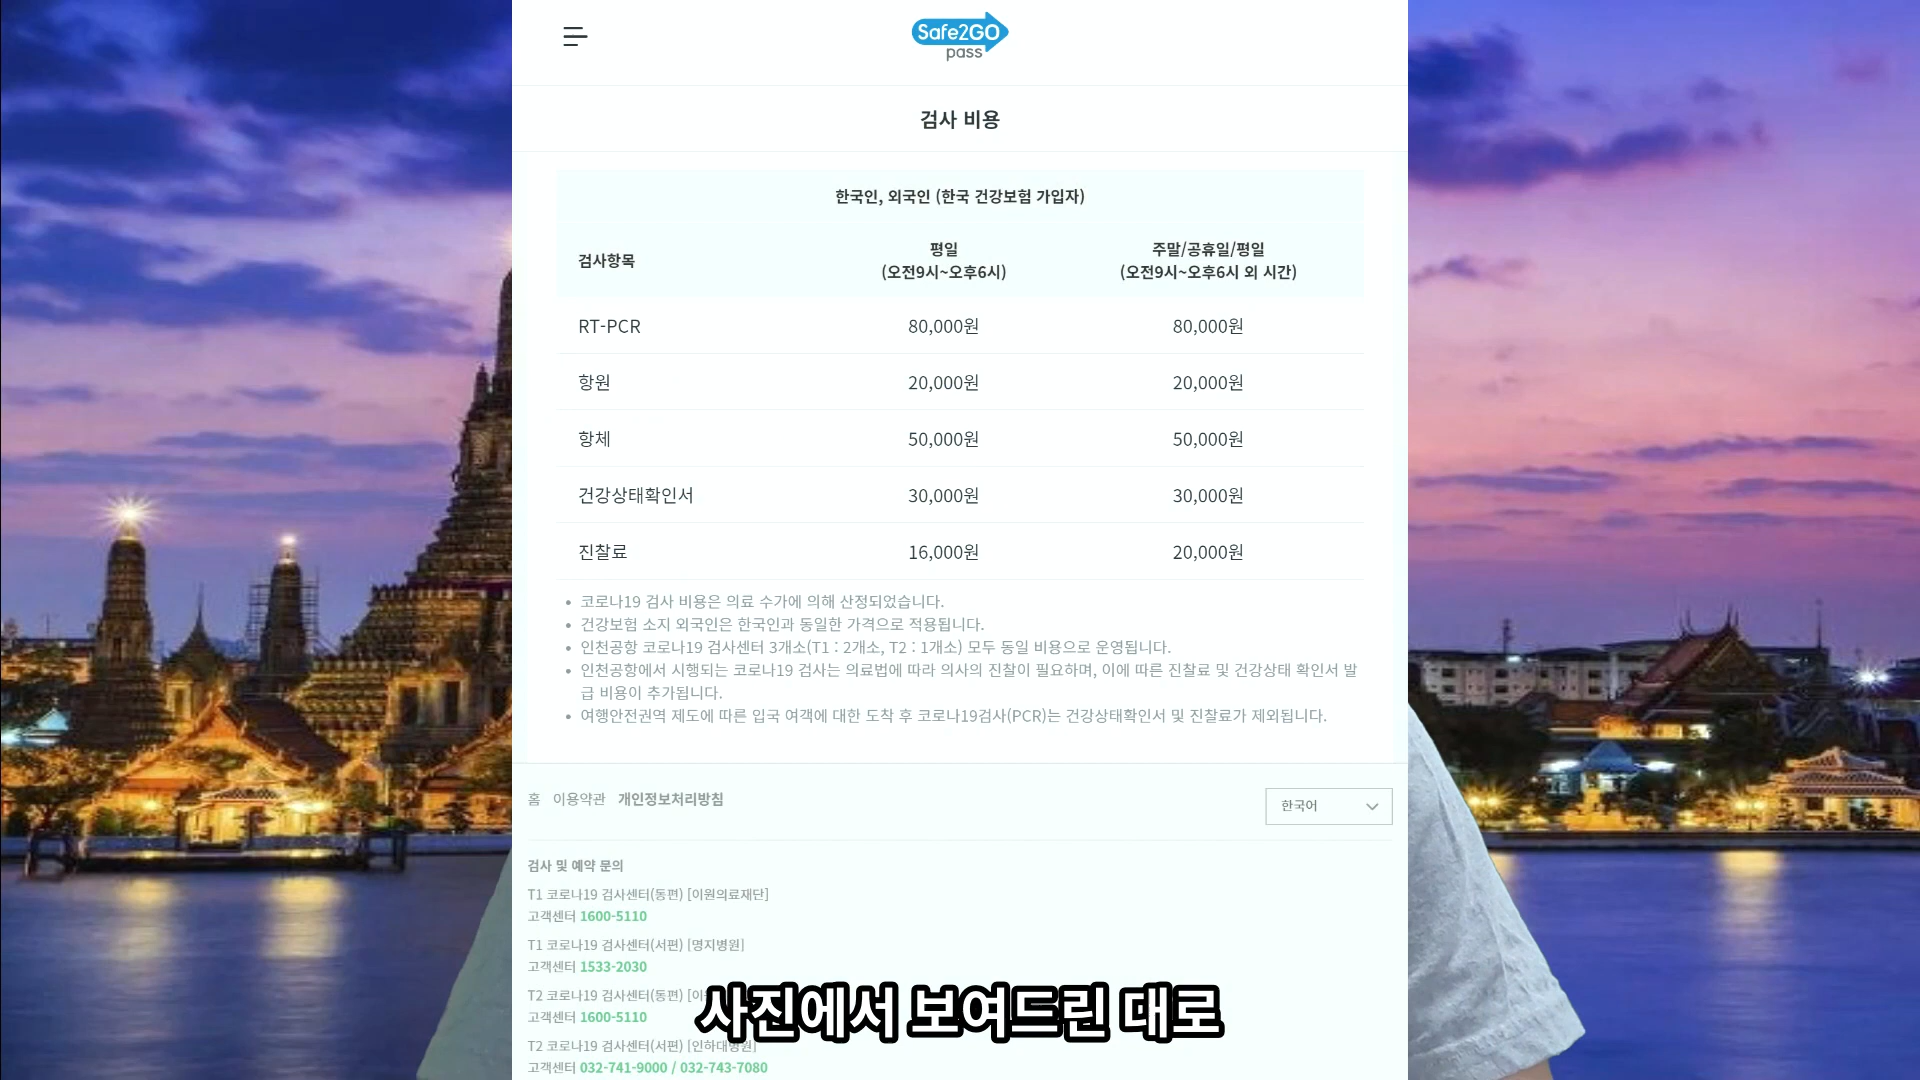 Safe2GO
pass
검사 비용
한국인, 외국인 (한국 건강보험 가입자)
검사항목
평일
(오전9시~오후6시)
주말/공휴일/평일
(오전9시~오후6시 외 시간)
RT-PCR 80,000원 80,000원
항원 20,000원 20,000원
항체 50,000원 50,000원
건강상태확인서 30,000원 30,000원
진찰료 16,000원 20,000원
• 코로나19 검사 비용은 의료 수가에 의해 산정되었습니다.
• 건강보험 소지 외국인은 한국인과 동일한 가격으로 적용됩니다.
• 인천공항 코로나19 검사센터 3개소(T1 : 2개소, T2 : 1개소) 모두 동일 비용으로 운영됩니다.
• 인천공항에서 시행되는 코로나19 검사는 의료법에 따라 의사의 진찰이 필요하며, 이에 따른 진찰료 및 건강상태 확인서 발
급 비용이 추가됩니다.
• 여행안전권역 제도에 따른 입국 여객에 대한 도착 후 코로나19검사(PCR)는 건강상태확인서 및 진찰료가 제외됩니다.
홈 이용약관 개인정보처리방침
한국어
검사 및 예약 문의
T1 코로나19 검사센터(동편) [이원의료재단]
고객센터 1600-5110
T1 코로나19 검사센터(서편) [명지병원]
고객센터 1533-2030
T2 코로나19 검사센터(동편)
고객센터 1600-5110
T2 코로나19 검사센터(서편) [인하대병원]
고객센터 032-741-9000 / 032-743-7080
사진에서 보여드린 대로